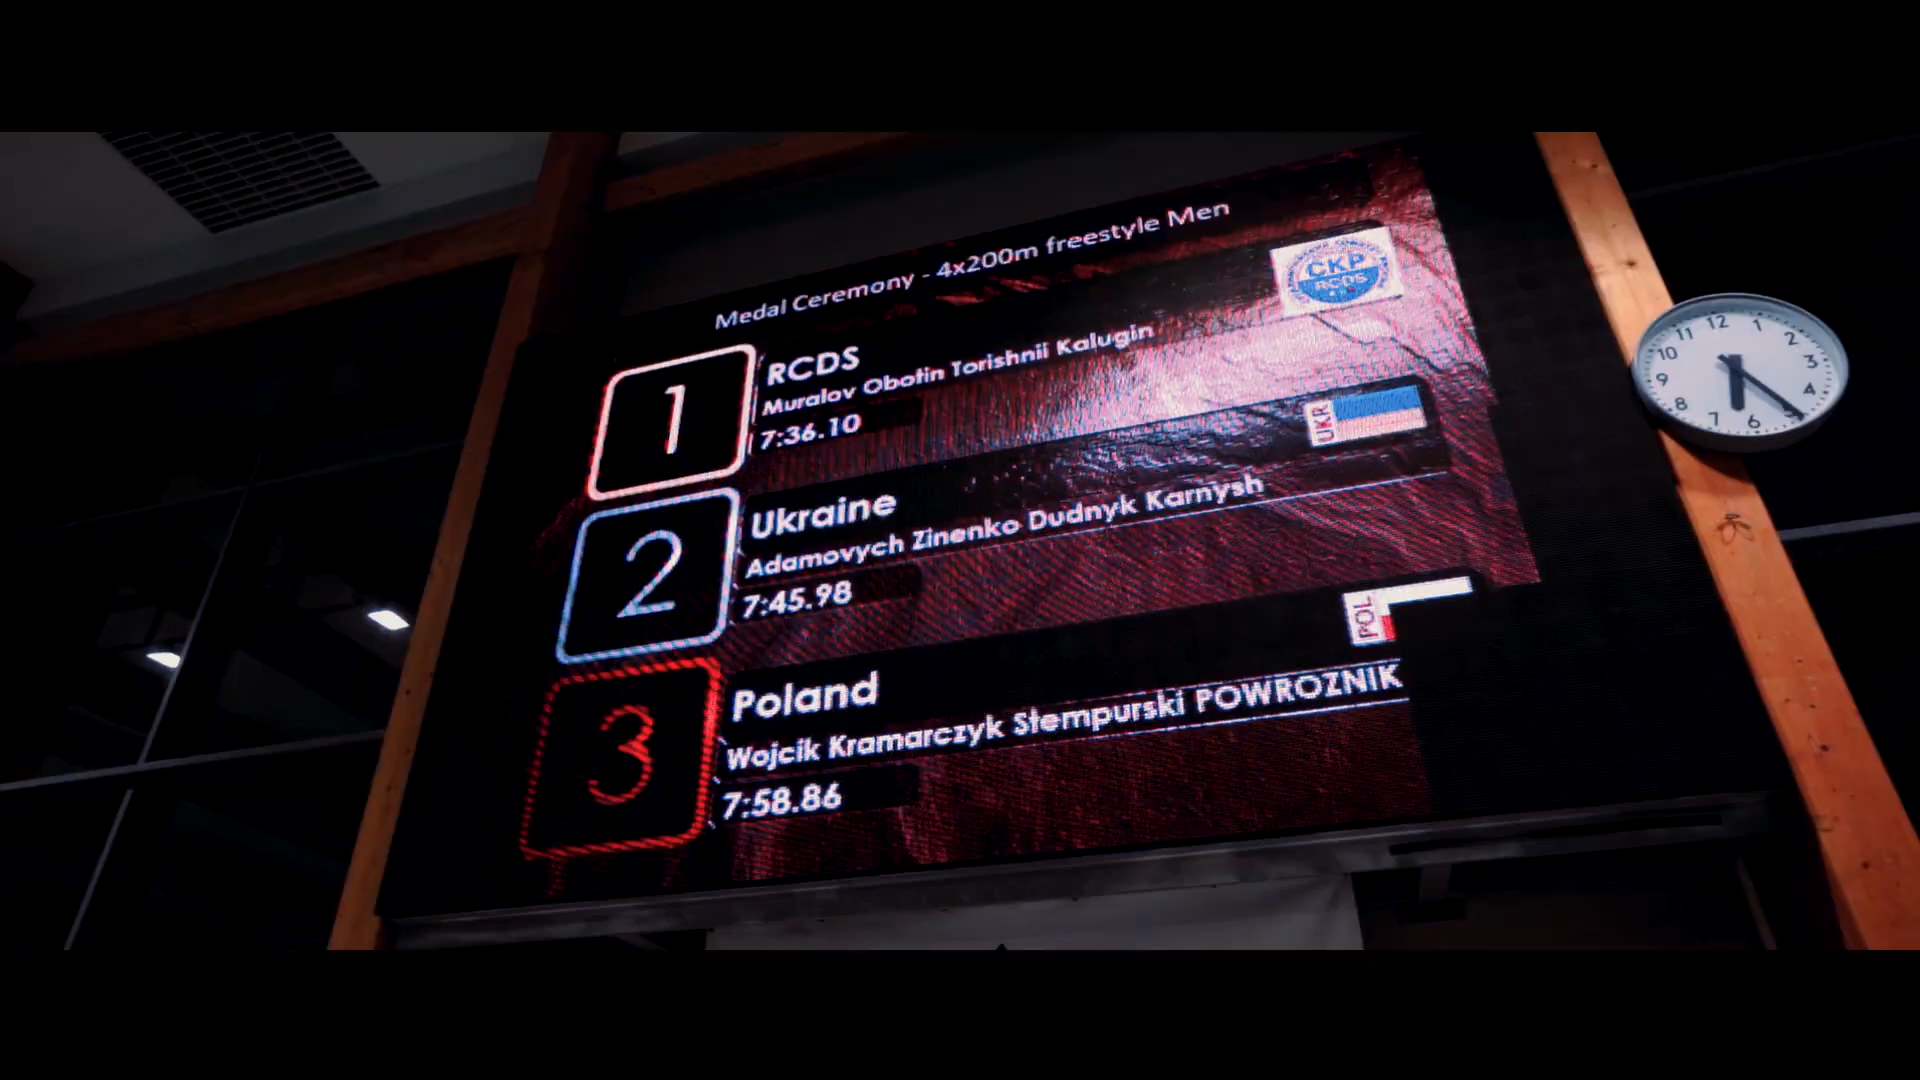 Medal Ceremony - 4x200m freestyle Men
CKP
RCDS
1
RCDS
Muralov Obotin Torishnii Kalugin
7:36.10
UKR
2
Ukraine
Adamovych Zinenko Dudnyk Karnysh
7:45.98
POL
3
Poland
Wojcik Kramarczyk Stempurski POWROZNIK
7:58.86
12
1
2
3
4
6
7
8
9
10
11